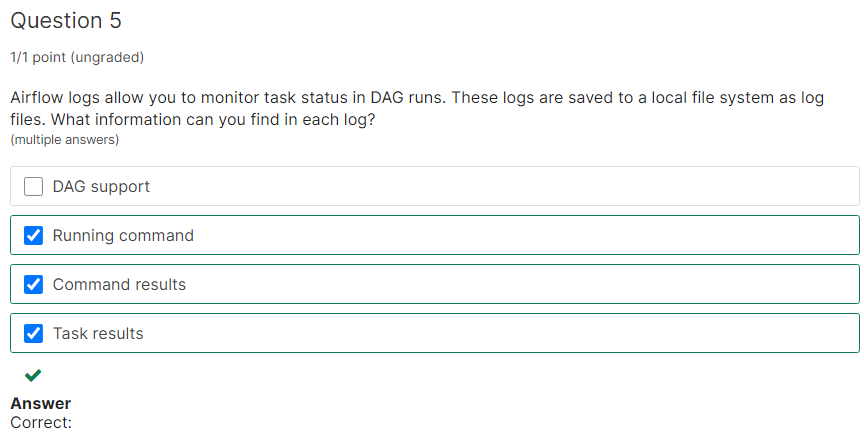 Question 5
1/1 point (ungraded)
Airflow logs allow you to monitor task status in DAG runs. These logs are saved to a local file system as log
files. What information can you find in each log?
(multiple answers)
DAG support
Running command
Command results
Task results
Answer
Correct: